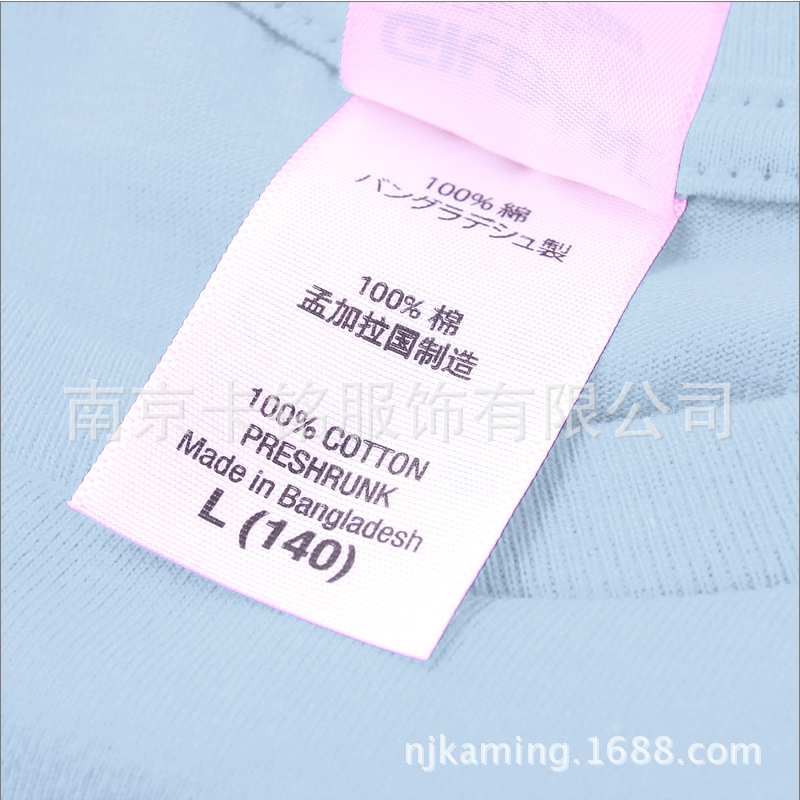 100% 綿
バングラデシュ製
100% 棉
孟加拉国制造
南京卡铭服饰有限公司
100% COTTON
PRESHRUNK
Made in Bangladesh
L (140)
njkaming.1688.com